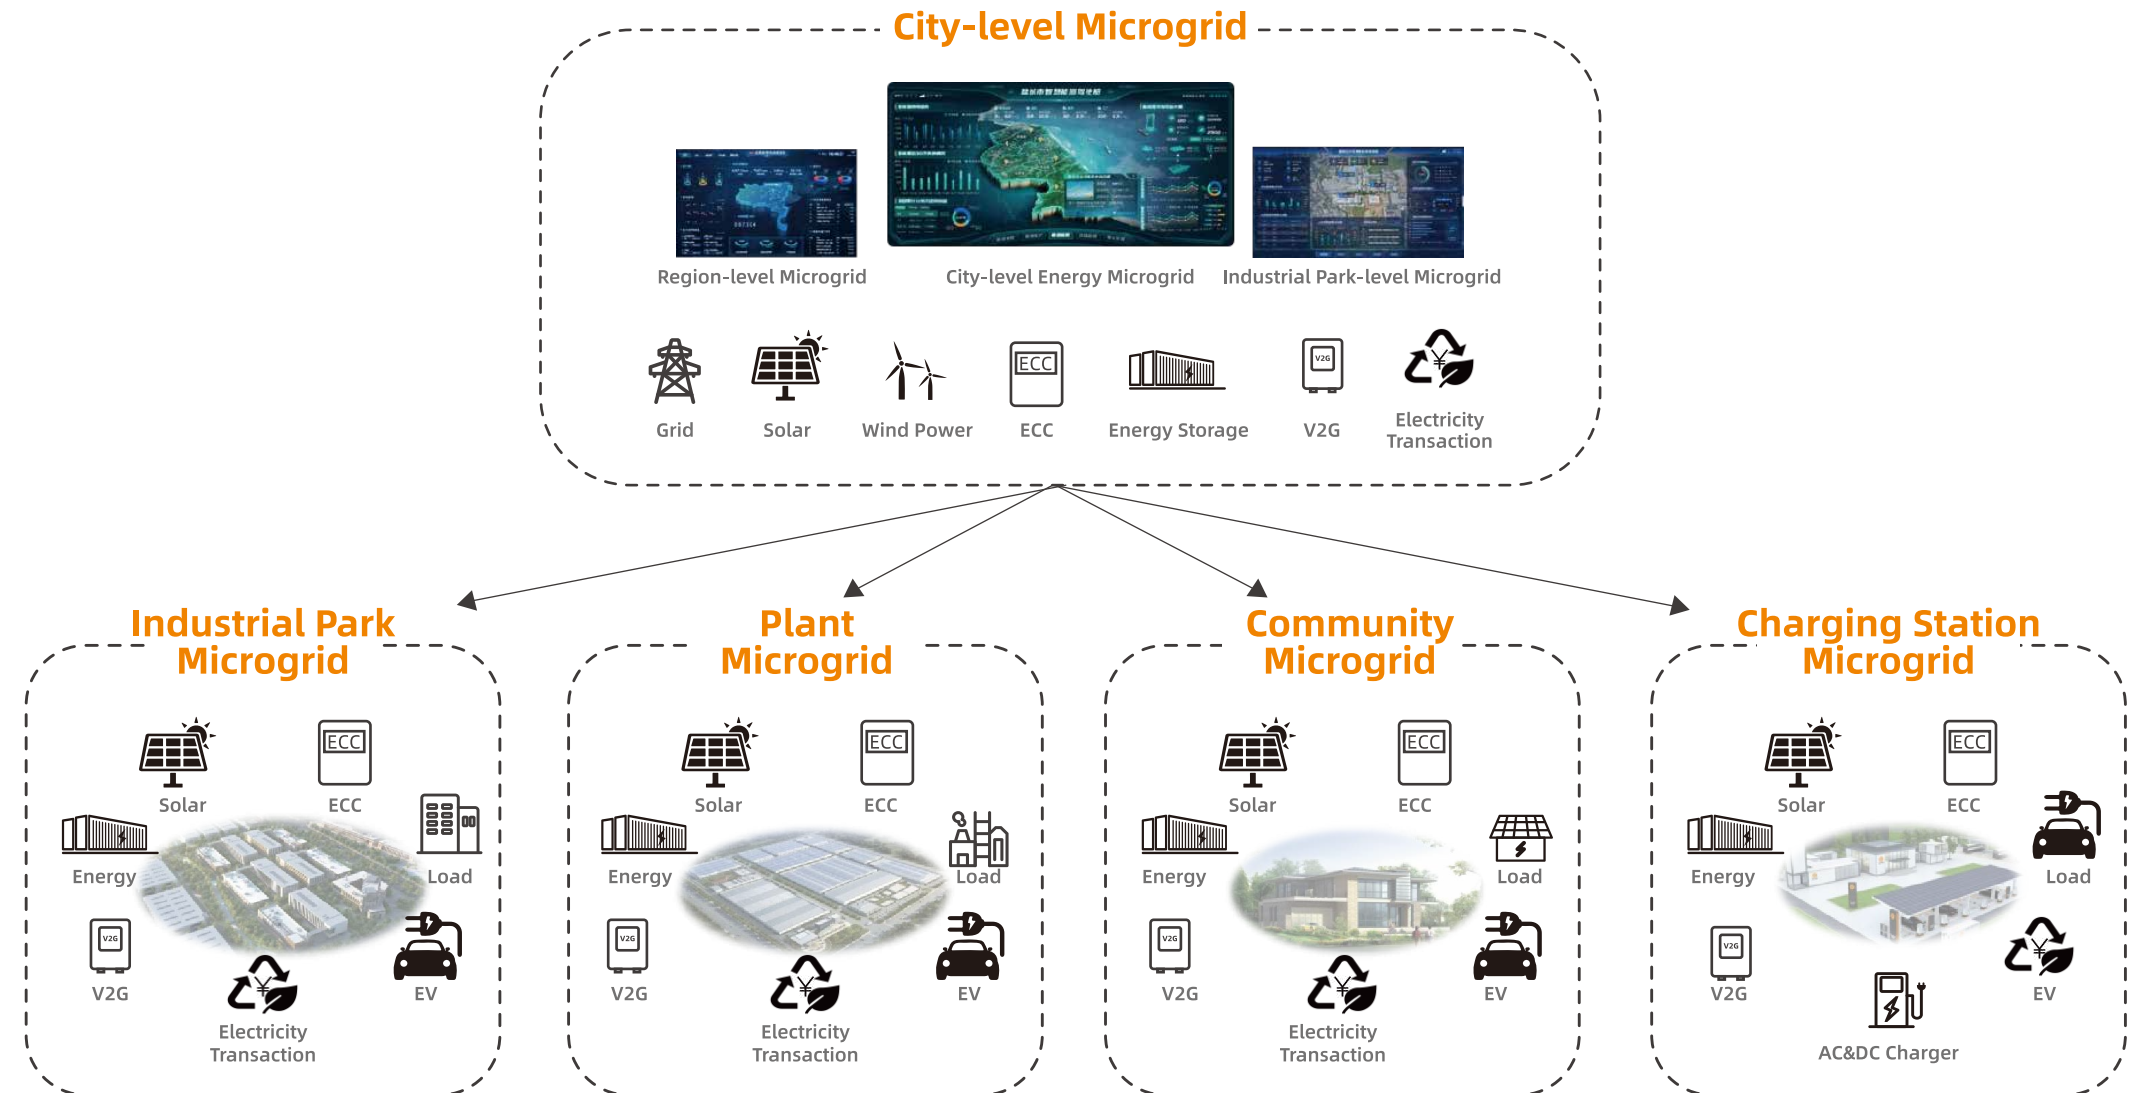 City-level Microgrid
Region-level Microgrid
City-level Energy Microgrid
Industrial Park-level Microgrid
ECC
V2G
¥
Grid
Solar
Wind Power
ECC
Energy Storage
V2G
Electricity
Transaction
Industrial Park
Microgrid
ECC
Solar
ECC
Energy
Load
V2G
V2G
¥
EV
Electricity
Transaction
Plant
Microgrid
ECC
Solar
ECC
Energy
Load
V2G
V2G
¥
EV
Electricity
Transaction
Community
Microgrid
ECC
Solar
ECC
Energy
Load
V2G
V2G
¥
EV
Electricity
Transaction
Charging Station
Microgrid
ECC
Solar
ECC
Energy
Load
V2G
¥
V2G
EV
AC&DC Charger